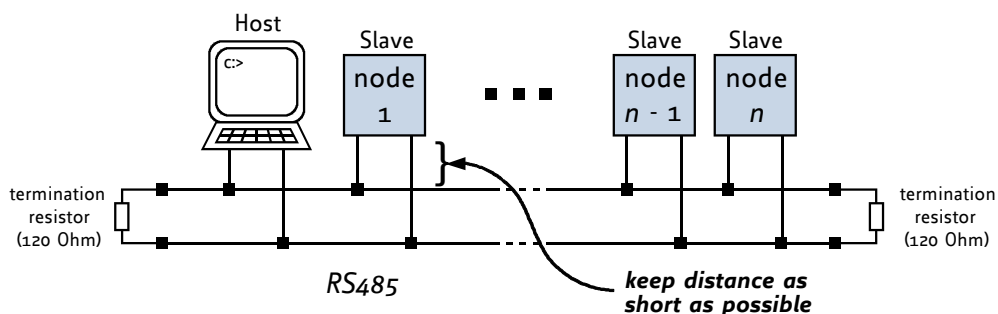 Host
C:>
Slave
node
1
Slave
node
n - 1
Slave
node
n
termination
resistor
(120 Ohm)
termination
resistor
(120 Ohm)
RS485
keep distance as
short as possible